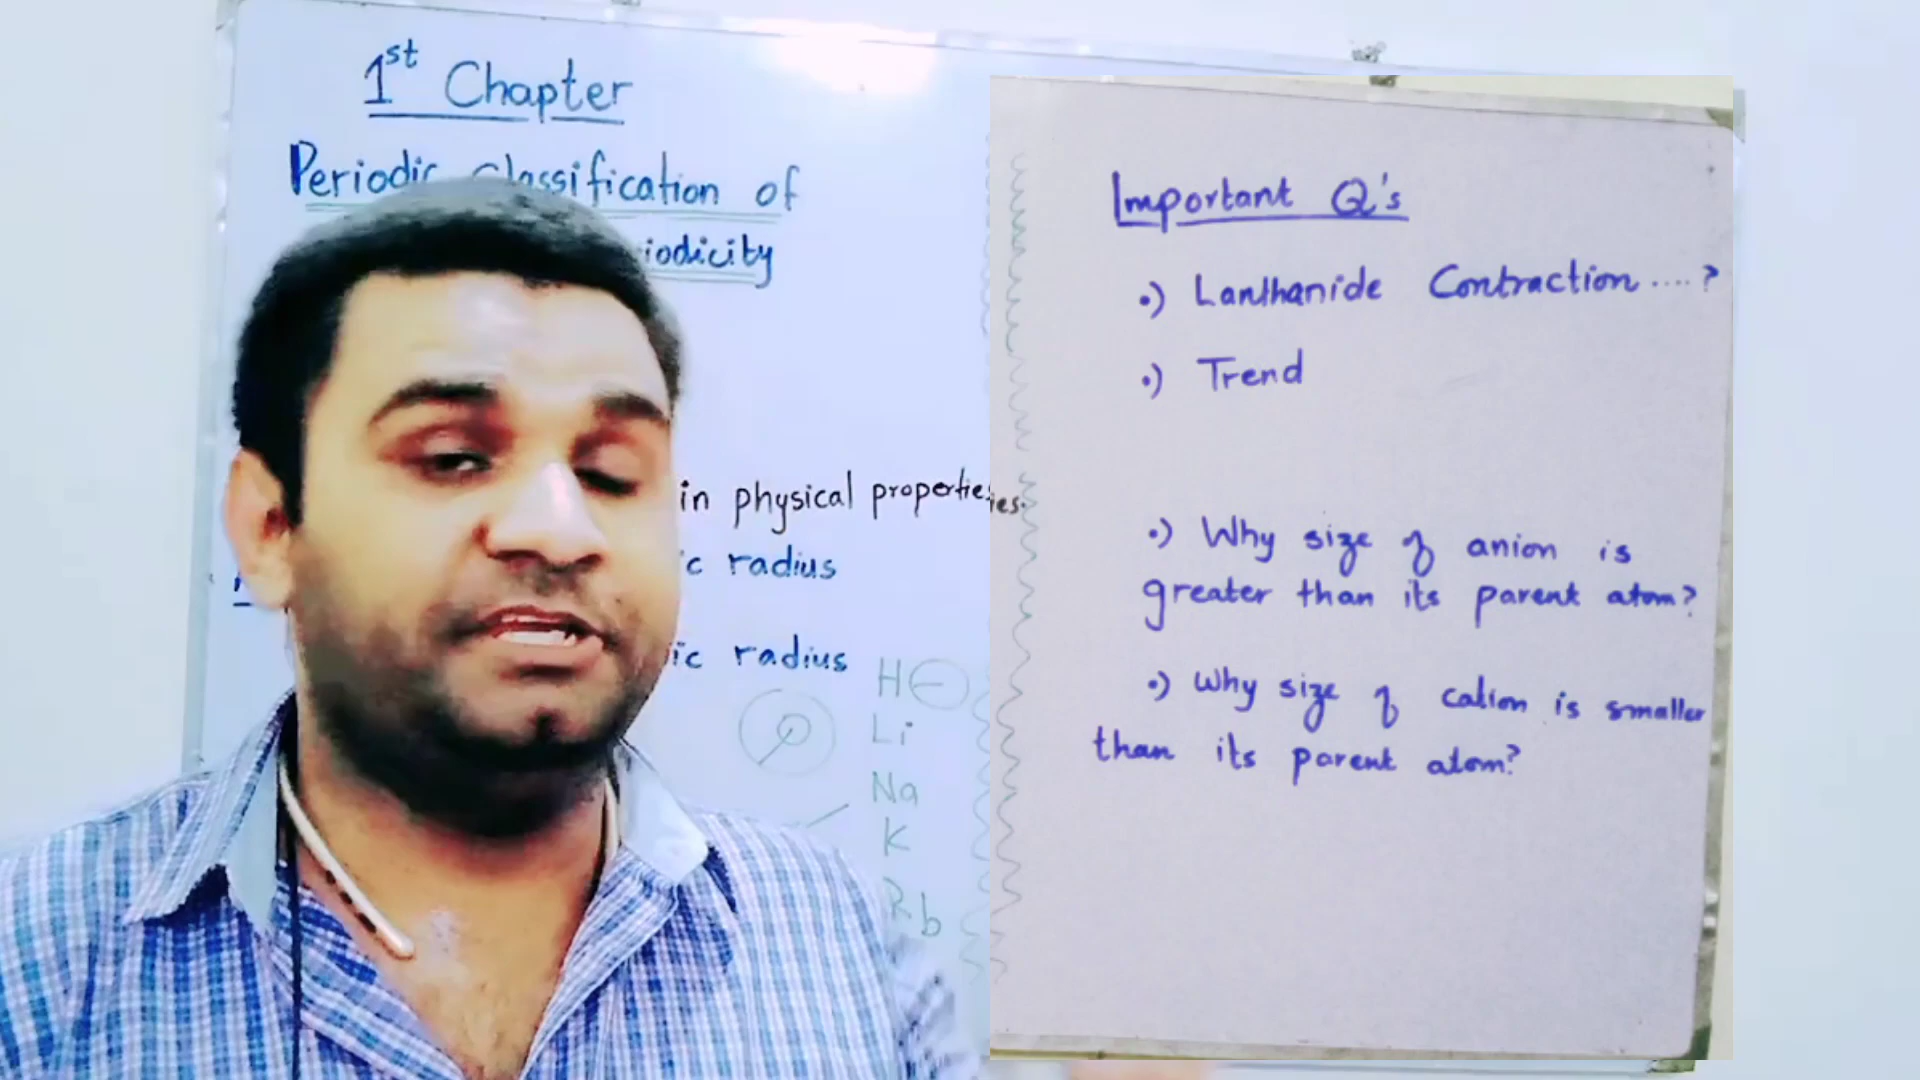 1st Chapter
Periodic classification of
iodicity
in physical properties.
c radius
ic radius
H
Li
Na
K
Rb
Important Q's
•) Lanthanide Contraction ....?
•) Trend
•) Why size of anion is
greater than its parent atom?
•) Why size of cation is smaller
than its parent atom?